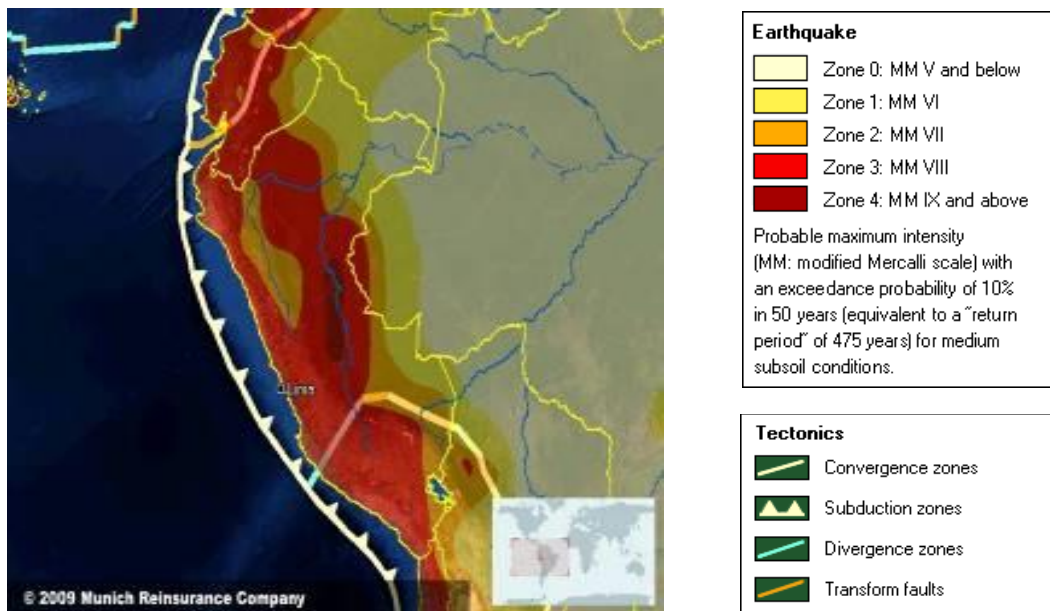 Lima
© 2009 Munich Reinsurance Company
Earthquake
Zone 0: MM V and below
Zone 1: MM VI
Zone 2: MM VII
Zone 3: MM VIII
Zone 4: MM IX and above
Probable maximum intensity
(MM: modified Mercalli scale) with
an exceedance probability of 10%
in 50 years (equivalent to a "return
period" of 475 years) for medium
subsoil conditions.
Tectonics
Convergence zones
Subduction zones
Divergence zones
Transform faults